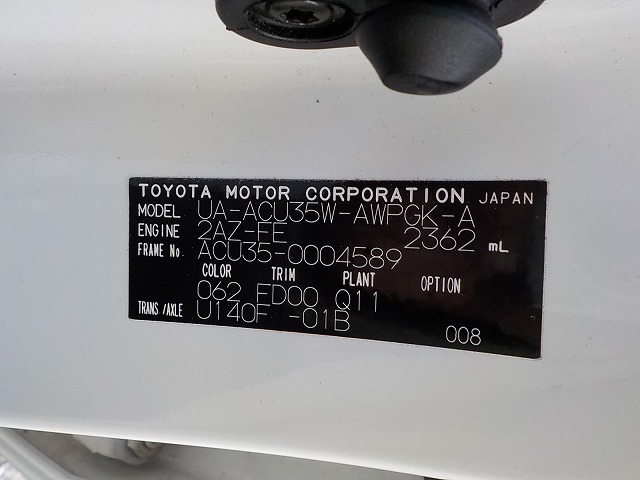 TOYOTA MOTOR CORPORATION JAPAN
MODEL UA-ACU35W-AWPGK-A
ENGINE 2AZ-FE 2362 mL
FRAME No. ACU35-0004589
COLOR TRIM PLANT OPTION
062 FD00 Q11
TRANS/AXLE U140F -01B
008